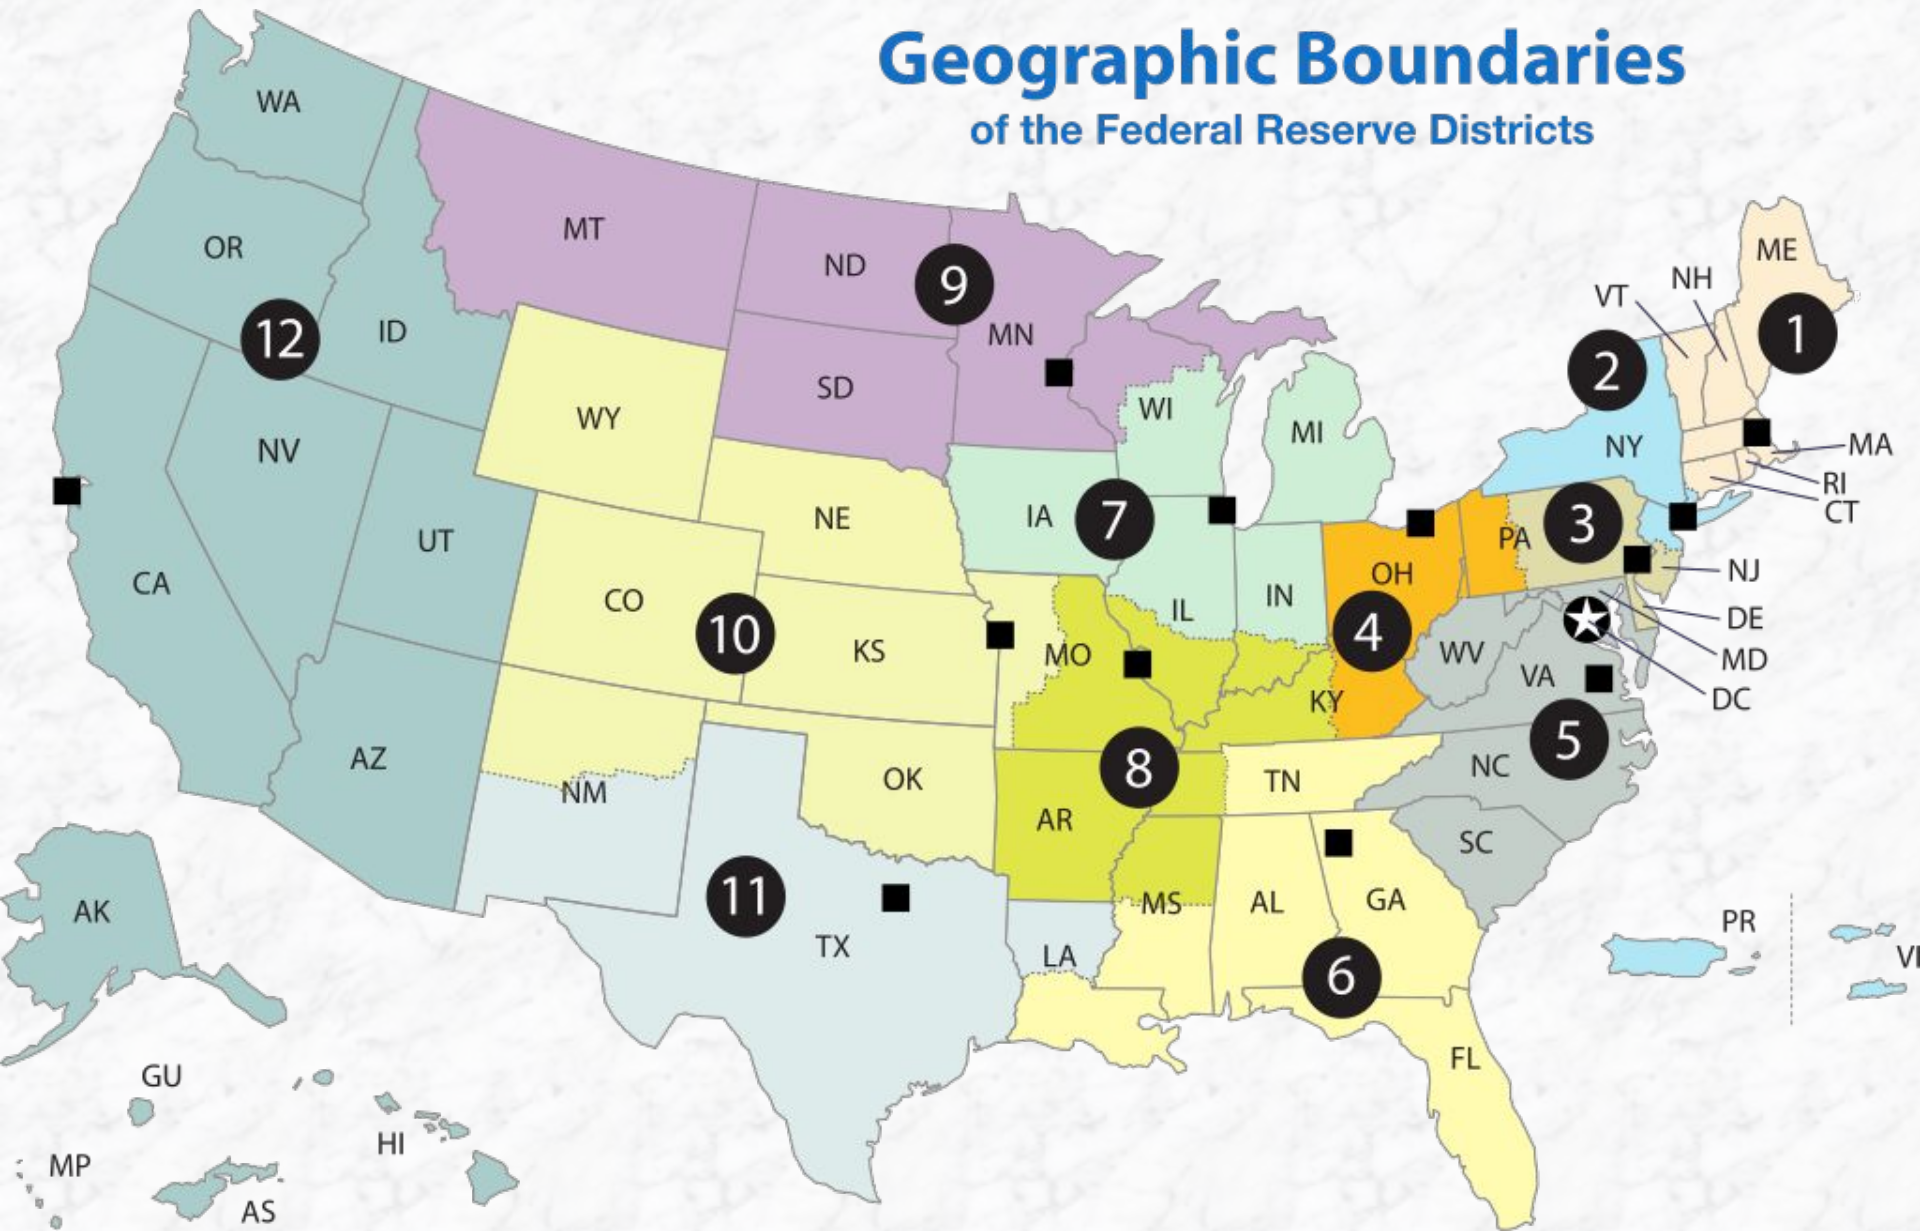 Geographic Boundaries
of the Federal Reserve Districts
WA
OR
12
ID
MT
ND
9
MN
SD
WY
WI
MI
VT
NH
ME
1
2
NY
MA
RI
CT
CA
NV
UT
CO
10
NE
KS
IA
7
IL
IN
OH
4
PA
3
NJ
DE
MD
DC
WV
VA
5
KY
MO
8
AZ
NM
OK
AR
TN
NC
SC
11
TX
LA
MS
AL
GA
6
FL
PR
VI
AK
GU
MP
AS
HI